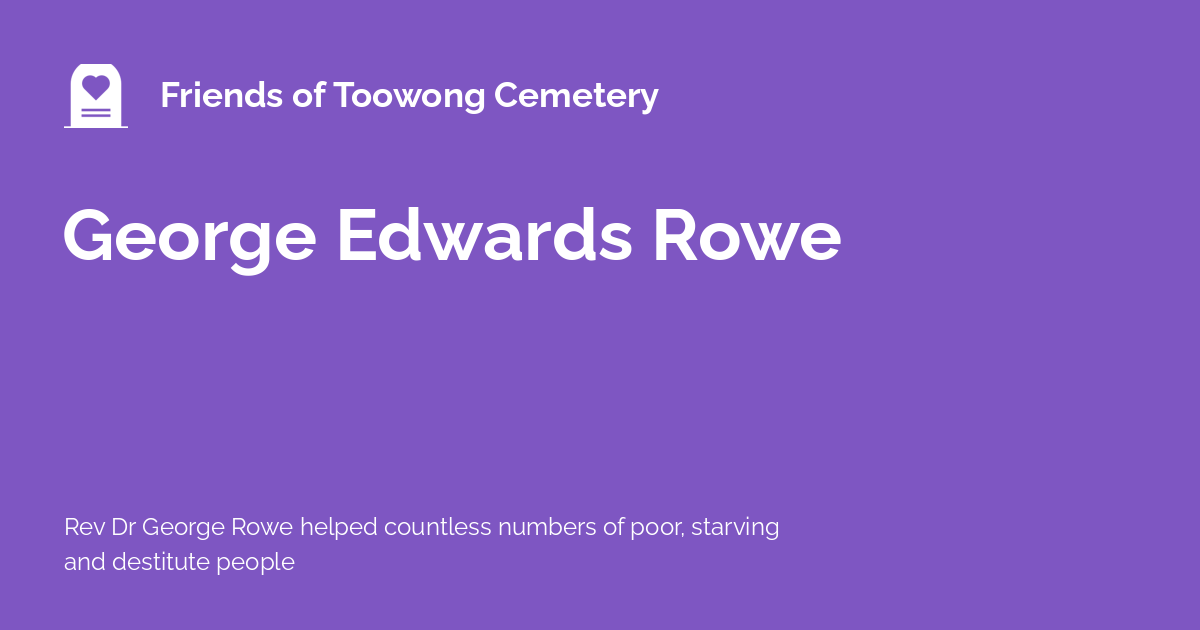 Friends of Toowong Cemetery
George Edwards Rowe
Rev Dr George Rowe helped countless numbers of poor, starving
and destitute people